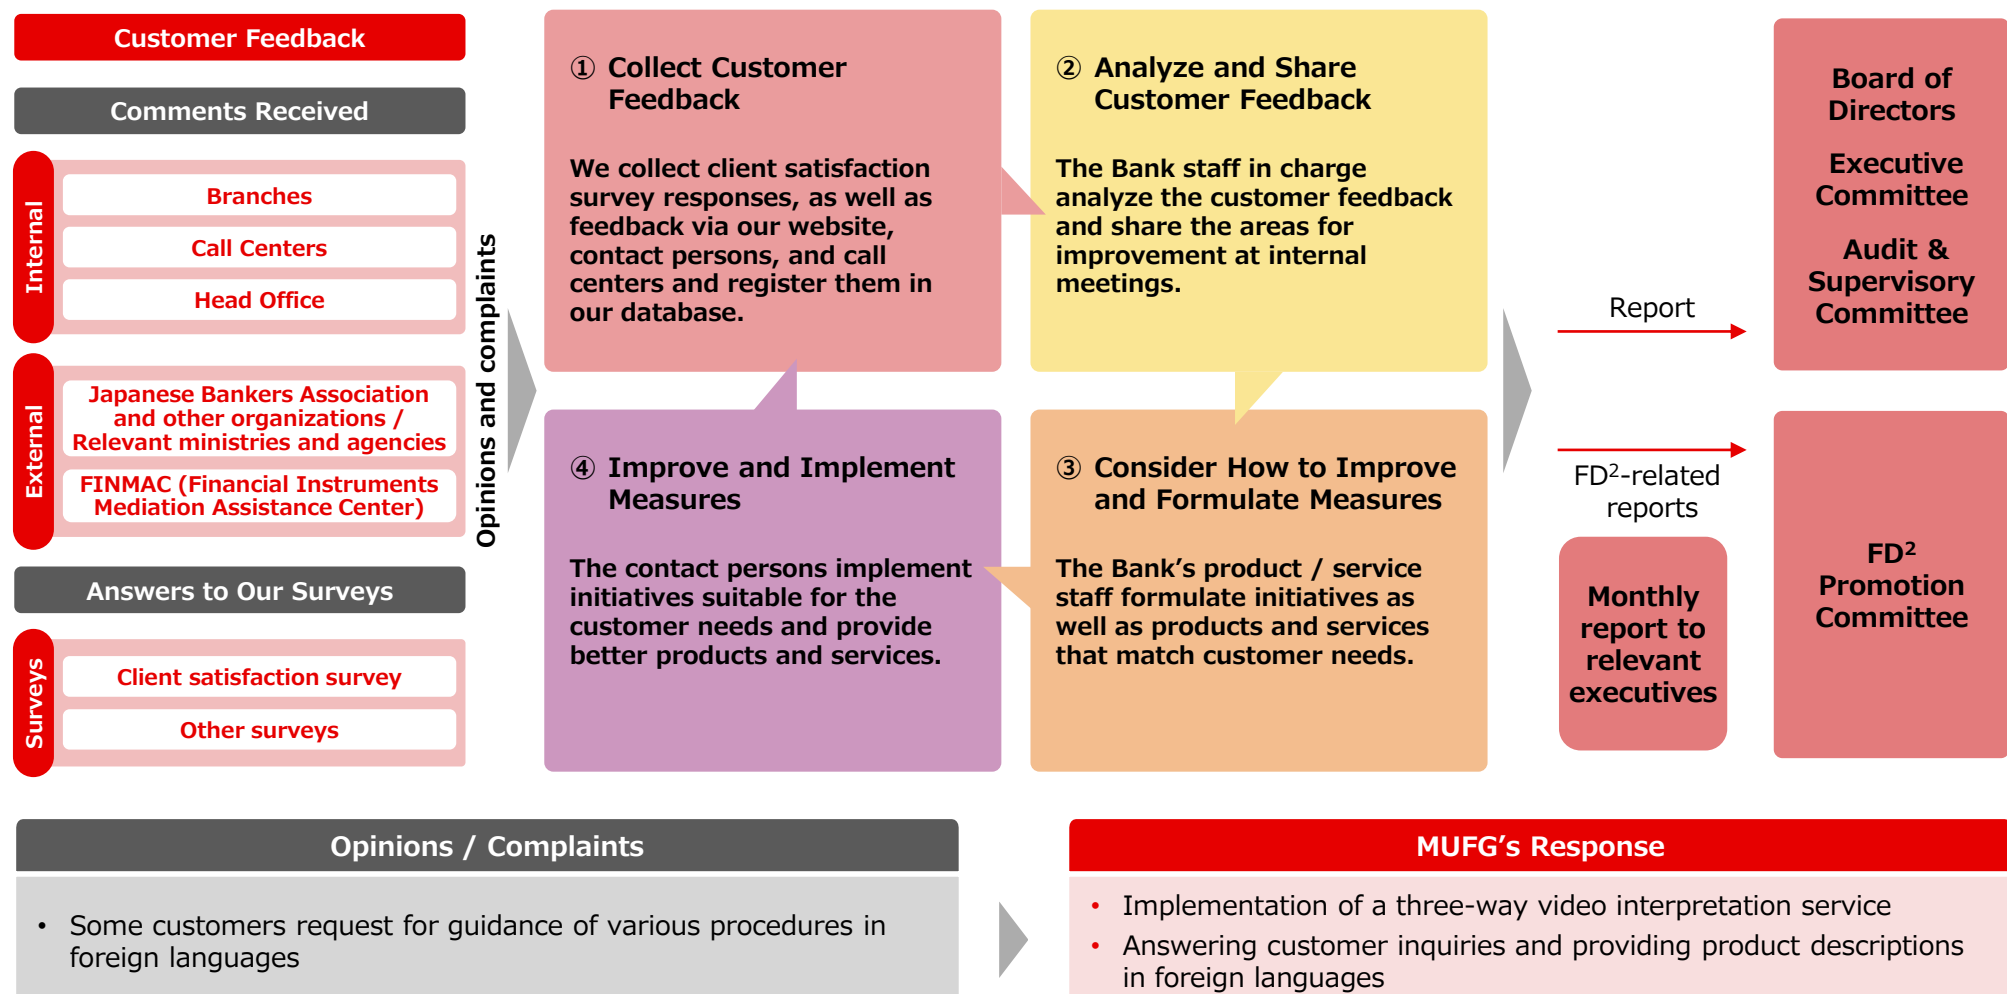 Customer Feedback
Comments Received
Internal
Branches
Call Centers
Head Office
External
Japanese Bankers Association
and other organizations /
Relevant ministries and agencies
FINMAC (Financial Instruments
Mediation Assistance Center)
Answers to Our Surveys
Surveys
Client satisfaction survey
Other surveys
Opinions and complaints
① Collect Customer
Feedback
We collect client satisfaction
survey responses, as well as
feedback via our website,
contact persons, and call
centers and register them in
our database.
② Analyze and Share
Customer Feedback
The Bank staff in charge
analyze the customer feedback
and share the areas for
improvement at internal
meetings.
④ Improve and Implement
Measures
The contact persons implement
initiatives suitable for the
customer needs and provide
better products and services.
③ Consider How to Improve
and Formulate Measures
The Bank’s product / service
staff formulate initiatives as
well as products and services
that match customer needs.
Report
FD²-related
reports
Monthly
report to
relevant
executives
Board of
Directors
Executive
Committee
Audit &
Supervisory
Committee
FD²
Promotion
Committee
Opinions / Complaints
• Some customers request for guidance of various procedures in
foreign languages
MUFG’s Response
• Implementation of a three-way video interpretation service
• Answering customer inquiries and providing product descriptions
in foreign languages